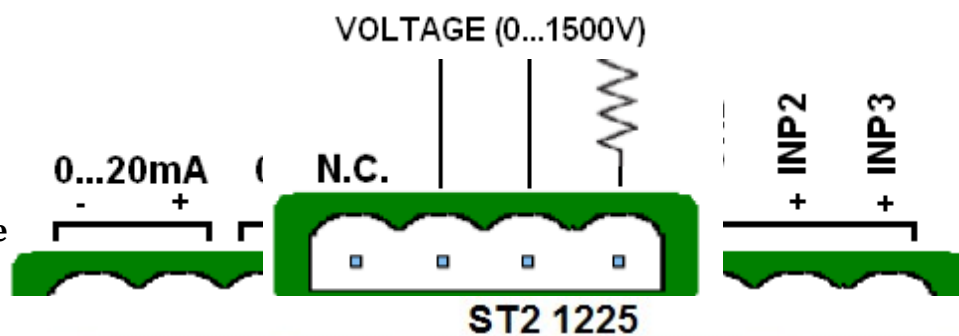 VOLTAGE (0...1500V)
0...20mA
N.C.
INP2
INP3
- +
+ +
ST2 1225